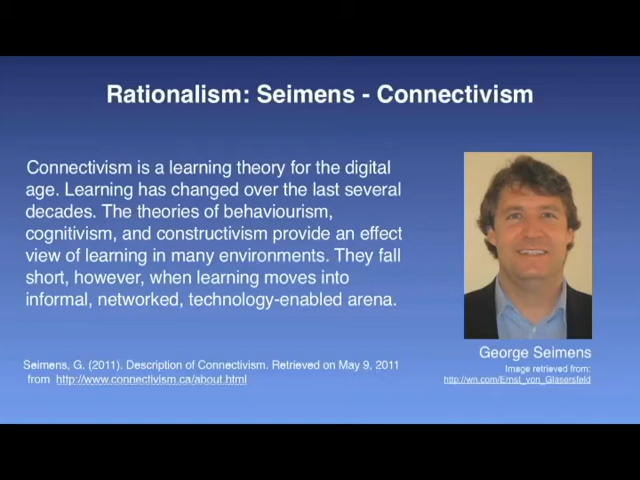 Rationalism: Seimens - Connectivism
Connectivism is a learning theory for the digital
age. Learning has changed over the last several
decades. The theories of behaviourism,
cognitivism, and constructivism provide an effect
view of learning in many environments. They fall
short, however, when learning moves into
informal, networked, technology-enabled arena.
George Seimens
Image retrieved from:
http://wn.com/Ernst_von_Glasersfeld
Seimens, G. (2011). Description of Connectivism. Retrieved on May 9, 2011
from http://www.connectivism.ca/about.html